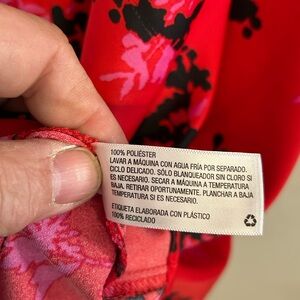 100% POLIÉSTER
LAVAR A MÁQUINA CON AGUA FRÍA POR SEPARADO.
CICLO DELICADO. SÓLO BLANQUEADOR SIN CLORO SI
ES NECESARIO. SECAR A MÁQUINA A TEMPERATURA
BAJA. RETIRAR OPORTUNAMENTE. PLANCHAR A BAJA
TEMPERATURA SI ES NECESARIO.
ETIQUETA ELABORADA CON PLÁSTICO
100% RECICLADO